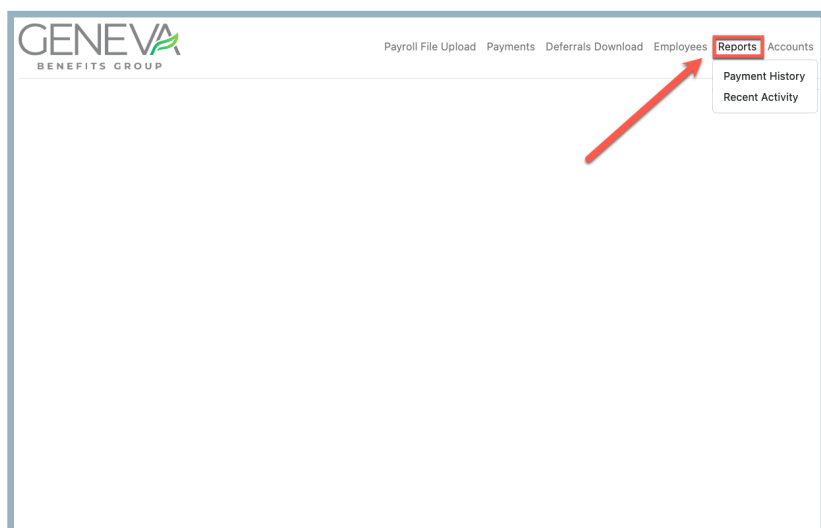 GENEVA
BENEFITS GROUP
Payroll File Upload Payments Deferrals Download Employees Reports Accounts
Payment History
Recent Activity